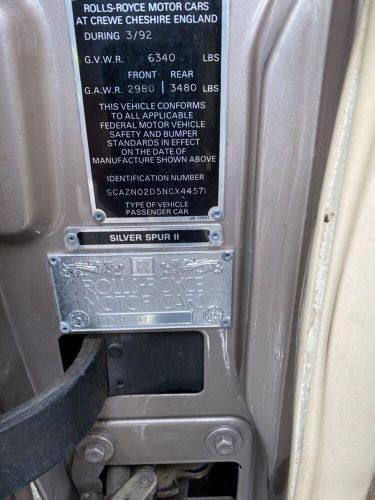 ROLLS-ROYCE MOTOR CARS
AT CREWE CHESHIRE ENGLAND
DURING 3/92
G.V.W.R. 6340 LBS
FRONT REAR
G.A.W.R. 2980 | 3480 LBS
THIS VEHICLE CONFORMS
TO ALL APPLICABLE
FEDERAL MOTOR VEHICLE
SAFETY AND BUMPER
STANDARDS IN EFFECT
ON THE DATE OF
MANUFACTURE SHOWN ABOVE
IDENTIFICATION NUMBER
SCAZN02D5NCX44571
TYPE OF VEHICLE
PASSENGER CAR
SILVER SPUR II
RR
ROLLS-ROYCE
MOTOR CARS